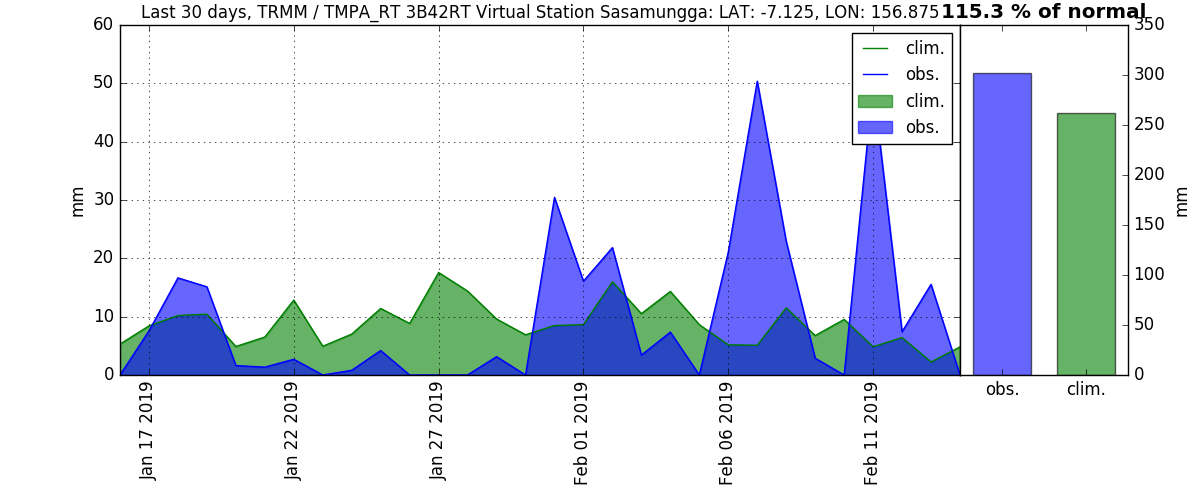 Last 30 days, TRMM / TMPA_RT 3B42RT Virtual Station Sasamungga: LAT: -7.125, LON: 156.875
115.3 % of normal
60
50
40
30
20
10
0
mm
clim.
obs.
clim.
obs.
Jan 17 2019
Jan 22 2019
Jan 27 2019
Feb 01 2019
Feb 06 2019
Feb 11 2019
350
300
250
200
150
100
50
0
mm
obs.
clim.